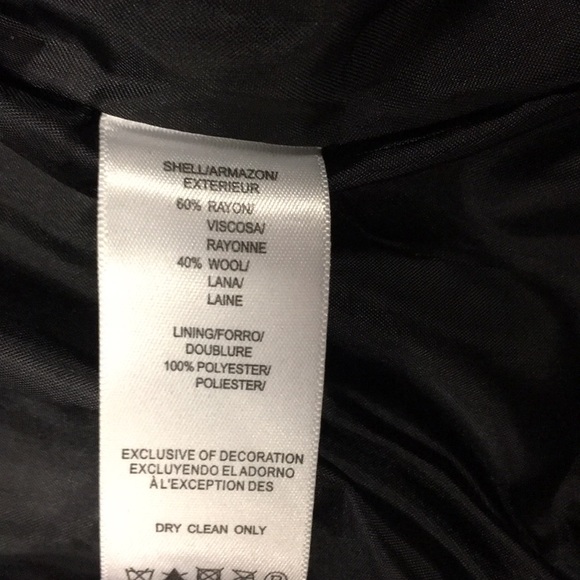 SHELL/ARMAZON/
EXTERIEUR
60% RAYON/
VISCOSA/
RAYONNE
40% WOOL/
LANA/
LAINE
LINING/FORRO/
DOUBLURE
100% POLYESTER/
POLIESTER/
EXCLUSIVE OF DECORATION
EXCLUYENDO EL ADORNO
À L'EXCEPTION DES
DRY CLEAN ONLY